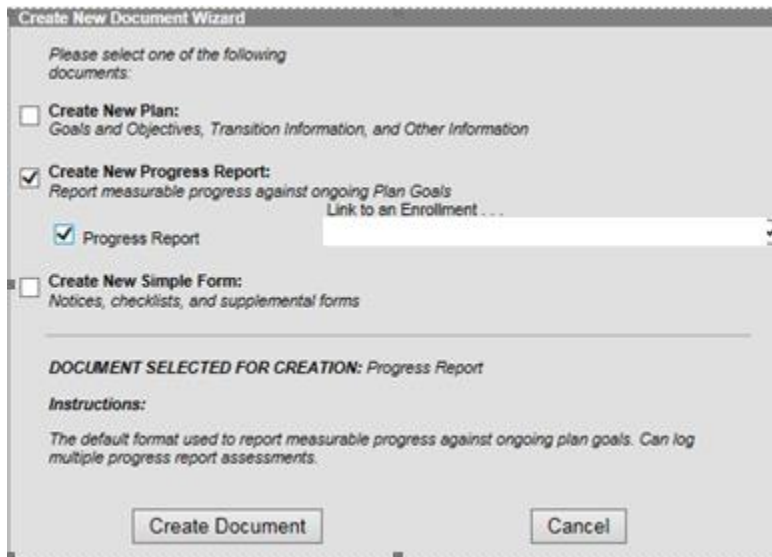 Create New Document Wizard
Please select one of the following
documents:
Create New Plan:
Goals and Objectives, Transition Information, and Other Information
Create New Progress Report:
Report measurable progress against ongoing Plan Goals
Link to an Enrollment . . .
Progress Report
Create New Simple Form:
Notices, checklists, and supplemental forms
DOCUMENT SELECTED FOR CREATION: Progress Report
Instructions:
The default format used to report measurable progress against ongoing plan goals. Can log
multiple progress report assessments.
Create Document
Cancel